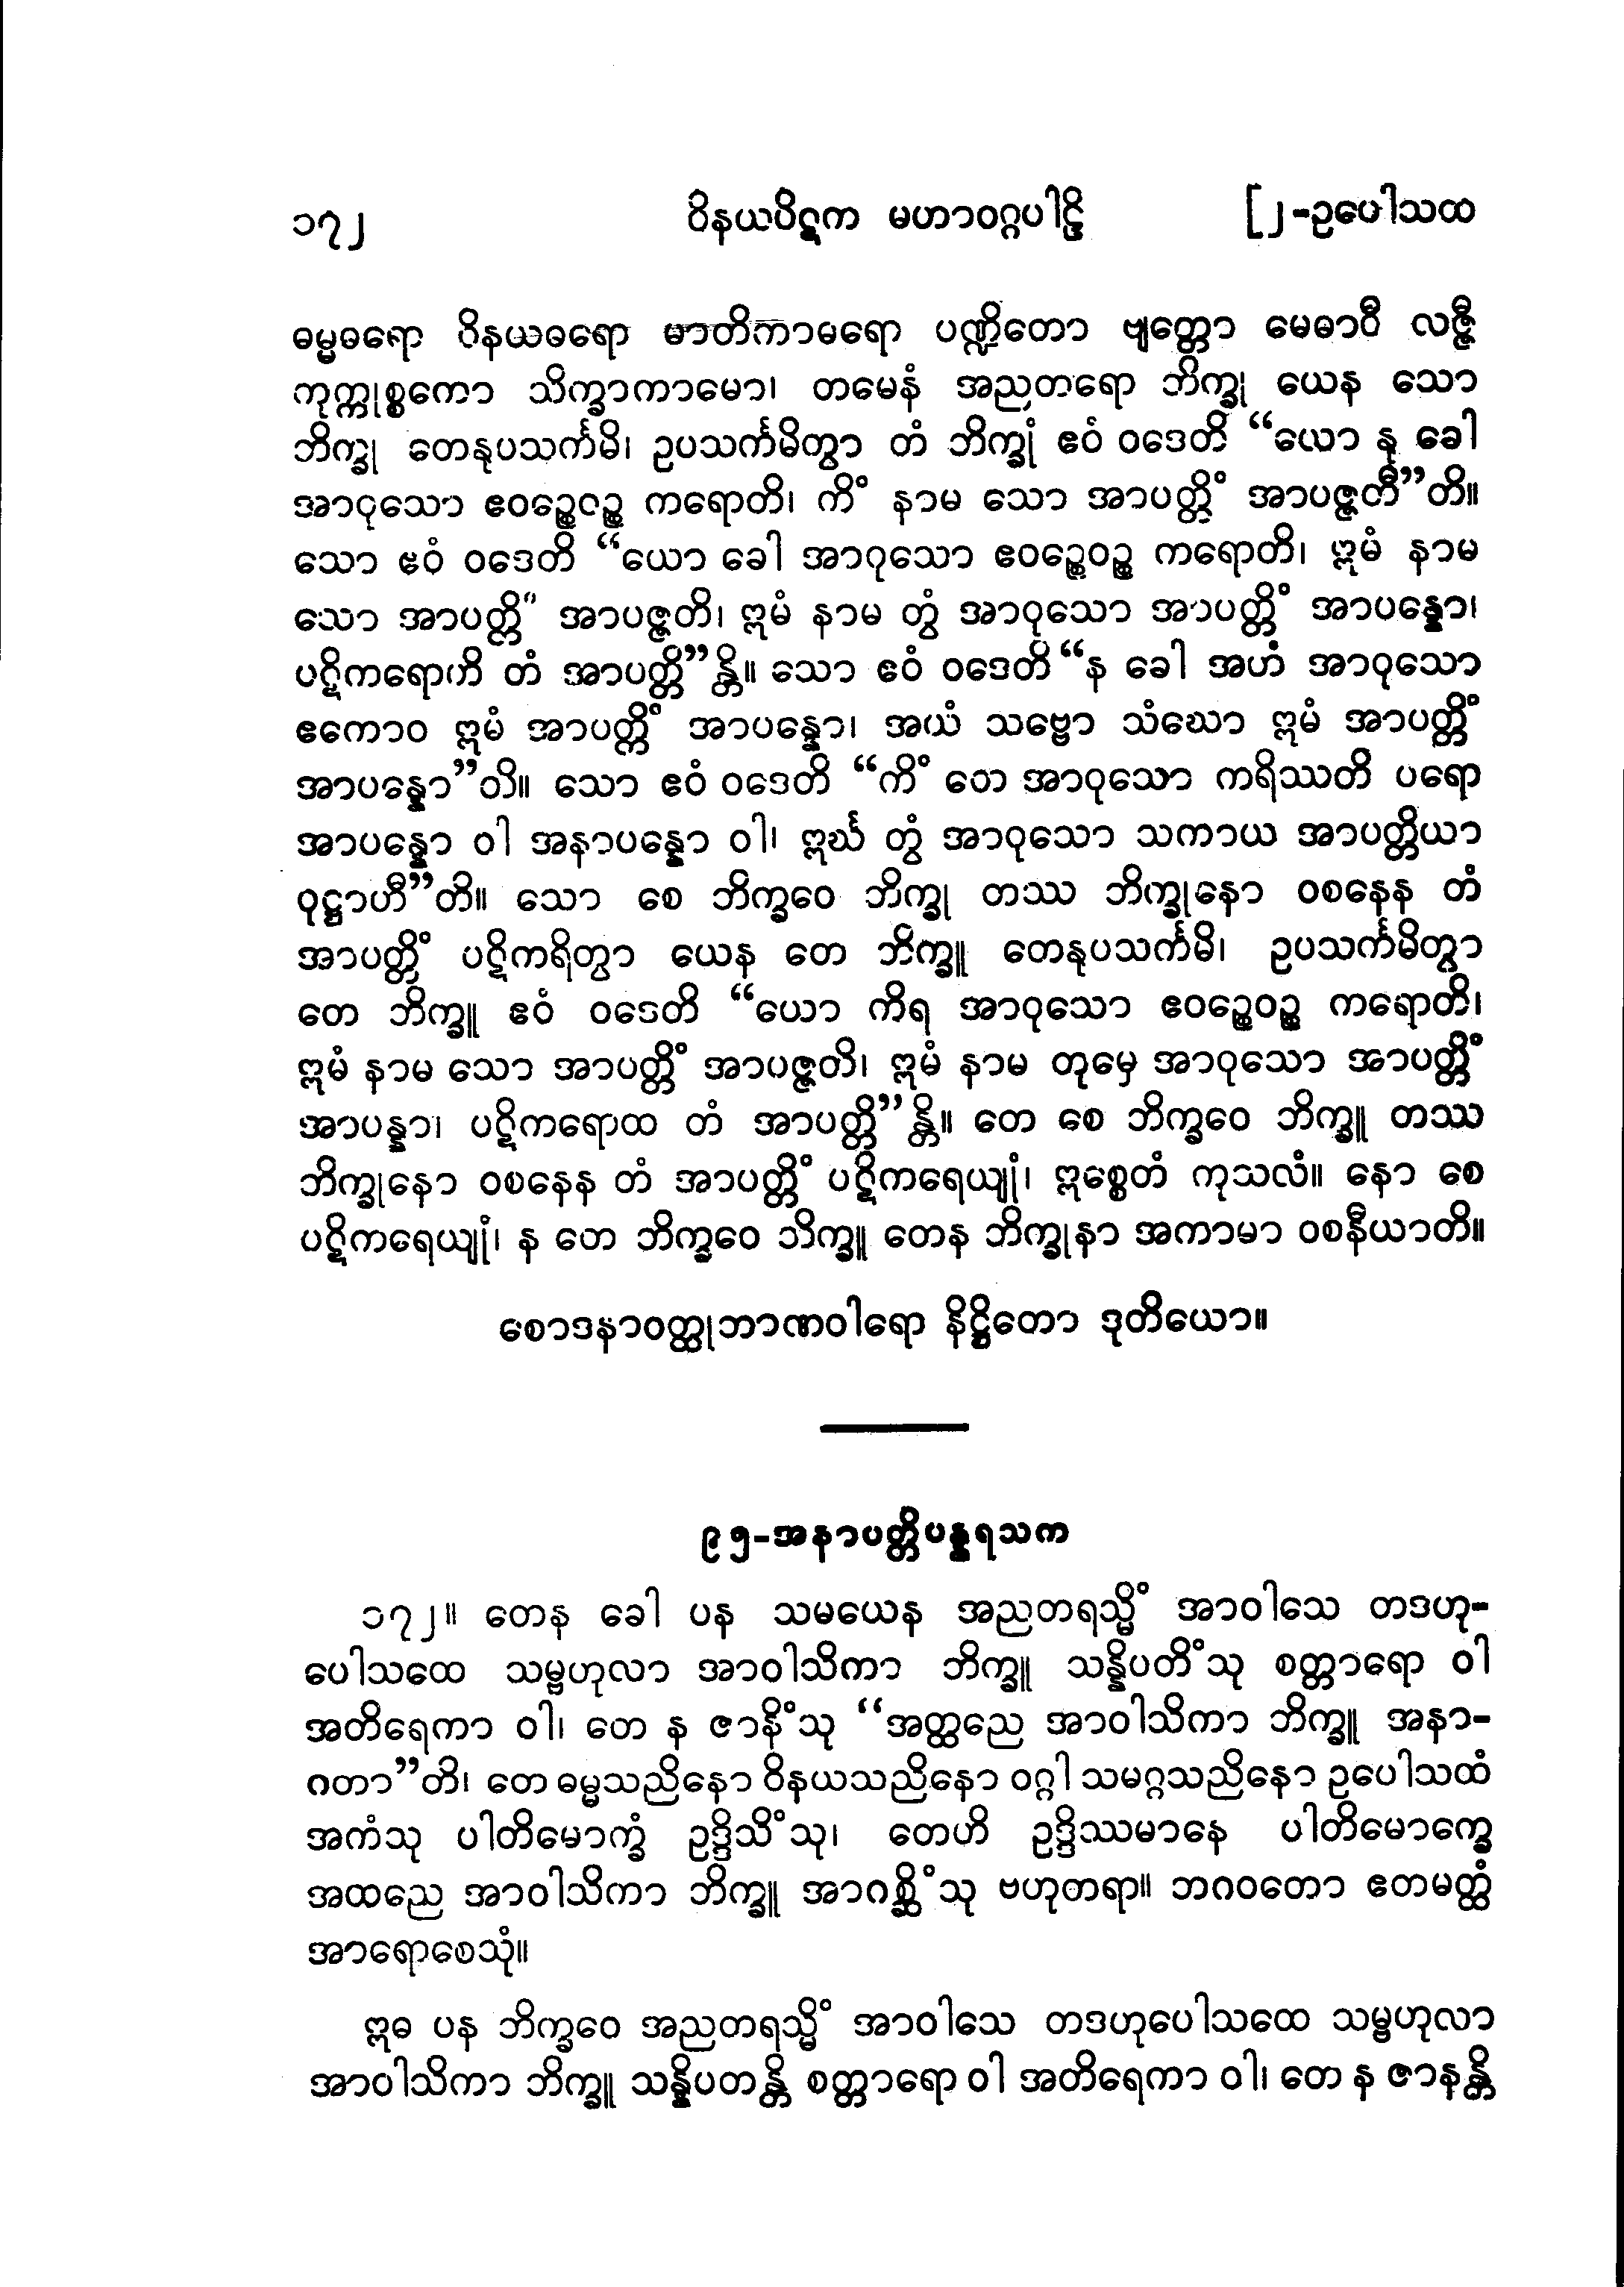 ၁၇၂ ဝိနယပိဋက မဟာဝဂ္ဂပါဠိ [၂-ဥပေါသထ
ဓမ္မဓရော ဝိနယဓရော မာတိကာဓရော ပဏ္ဍိတော ဗျတ္တော မေဓာဝီ လဇ္ဇီ
ကုက္ကုစ္စကော သိက္ခာကာမော၊ တမေနံ အညတရော ဘိက္ခု ယေန သော
ဘိက္ခု တေနုပသင်္ကမိ၊ ဥပသင်္ကမိတွာ တံ ဘိက္ခုံ ဧဝံ ဝဒေတိ “ယော နု ခေါ
အာဝုသော ဧဝဉ္စေဝဉ္စ ကရောတိ၊ ကိံ နာမ သော အာပတ္တိံ အာပဇ္ဇတီ”တိ။
သော ဧဝံ ဝဒေတိ “ယော ခေါ အာဝုသော ဧဝဉ္စေဝဉ္စ ကရောတိ၊ ဣမံ နာမ
သော အာပတ္တိံ အာပဇ္ဇတိ၊ ဣမံ နာမ တွံ အာဝုသော အာပတ္တိံ အာပန္နော၊
ပဋိကရောဟိ တံ အာပတ္တိ”န္တိ။ သော ဧဝံ ဝဒေတိ “န ခေါ အဟံ အာဝုသော
ဧကောဝ ဣမံ အာပတ္တိံ အာပန္နော၊ အယံ သဗ္ဗော သံဃော ဣမံ အာပတ္တိံ
အာပန္နော”တိ။ သော ဧဝံ ဝဒေတိ “ကိံ တေ အာဝုသော ကရိဿတိ ပရော
အာပန္နော ဝါ အနာပန္နော ဝါ၊ ဣင်္ဃ တွံ အာဝုသော သကာယ အာပတ္တိယာ
ဝုဋ္ဌာဟီ”တိ။ သော စေ ဘိက္ခဝေ ဘိက္ခု တဿ ဘိက္ခုနော ဝစနေန တံ
အာပတ္တိံ ပဋိကရိတွာ ယေန တေ ဘိက္ခူ တေနုပသင်္ကမိ၊ ဥပသင်္ကမိတွာ
တေ ဘိက္ခူ ဧဝံ ဝဒေတိ “ယော ကိရ အာဝုသော ဧဝဉ္စေဝဉ္စ ကရောတိ၊
ဣမံ နာမ သော အာပတ္တိံ အာပဇ္ဇတိ၊ ဣမံ နာမ တုမှေ အာဝုသော အာပတ္တိံ
အာပန္နာ၊ ပဋိကရောထ တံ အာပတ္တိ”န္တိ။ တေ စေ ဘိက္ခဝေ ဘိက္ခူ တဿ
ဘိက္ခုနော ဝစနေန တံ အာပတ္တိံ ပဋိကရေယျုံ၊ ဣစ္စေတံ ကုသလံ။ နော စေ
ပဋိကရေယျုံ၊ န တေ ဘိက္ခဝေ ဘိက္ခူ တေန ဘိက္ခုနာ အကာမာ ဝစနီယာတိ။
စောဒနာဝတ္ထုဘာဏဝါရော နိဋ္ဌိတော ဒုတိယော။
၉၅-အနာပတ္တိပန္နရသက
၁၇၂။ တေန ခေါ ပန သမယေန အညတရသ္မိံ အာဝါသေ တဒဟု-
ပေါသထေ သမ္ဗဟုလာ အာဝါသိကာ ဘိက္ခူ သန္နိပတိံသု စတ္တာရော ဝါ
အတိရေကာ ဝါ၊ တေ န ဇာနိံသု “အတ္ထညေ အာဝါသိကာ ဘိက္ခူ အနာ-
ဂတာ”တိ၊ တေ ဓမ္မသညိနော ဝိနယသညိနော ဝဂ္ဂါ သမဂ္ဂသညိနော ဥပေါသထံ
အကံသု ပါတိမောက္ခံ ဥဒ္ဒိသိံသု၊ တေဟိ ဥဒ္ဒိဿမာနေ ပါတိမောက္ခေ
အထညေ အာဝါသိကာ ဘိက္ခူ အာဂစ္ဆိံသု ဗဟုတရာ။ ဘဂဝတော ဧတမတ္ထံ
အာရောစေသုံ။
ဣဓ ပန ဘိက္ခဝေ အညတရသ္မိံ အာဝါသေ တဒဟုပေါသထေ သမ္ဗဟုလာ
အာဝါသိကာ ဘိက္ခူ သန္နိပတန္တိ စတ္တာရော ဝါ အတိရေကာ ဝါ၊ တေ န ဇာနန္တိ